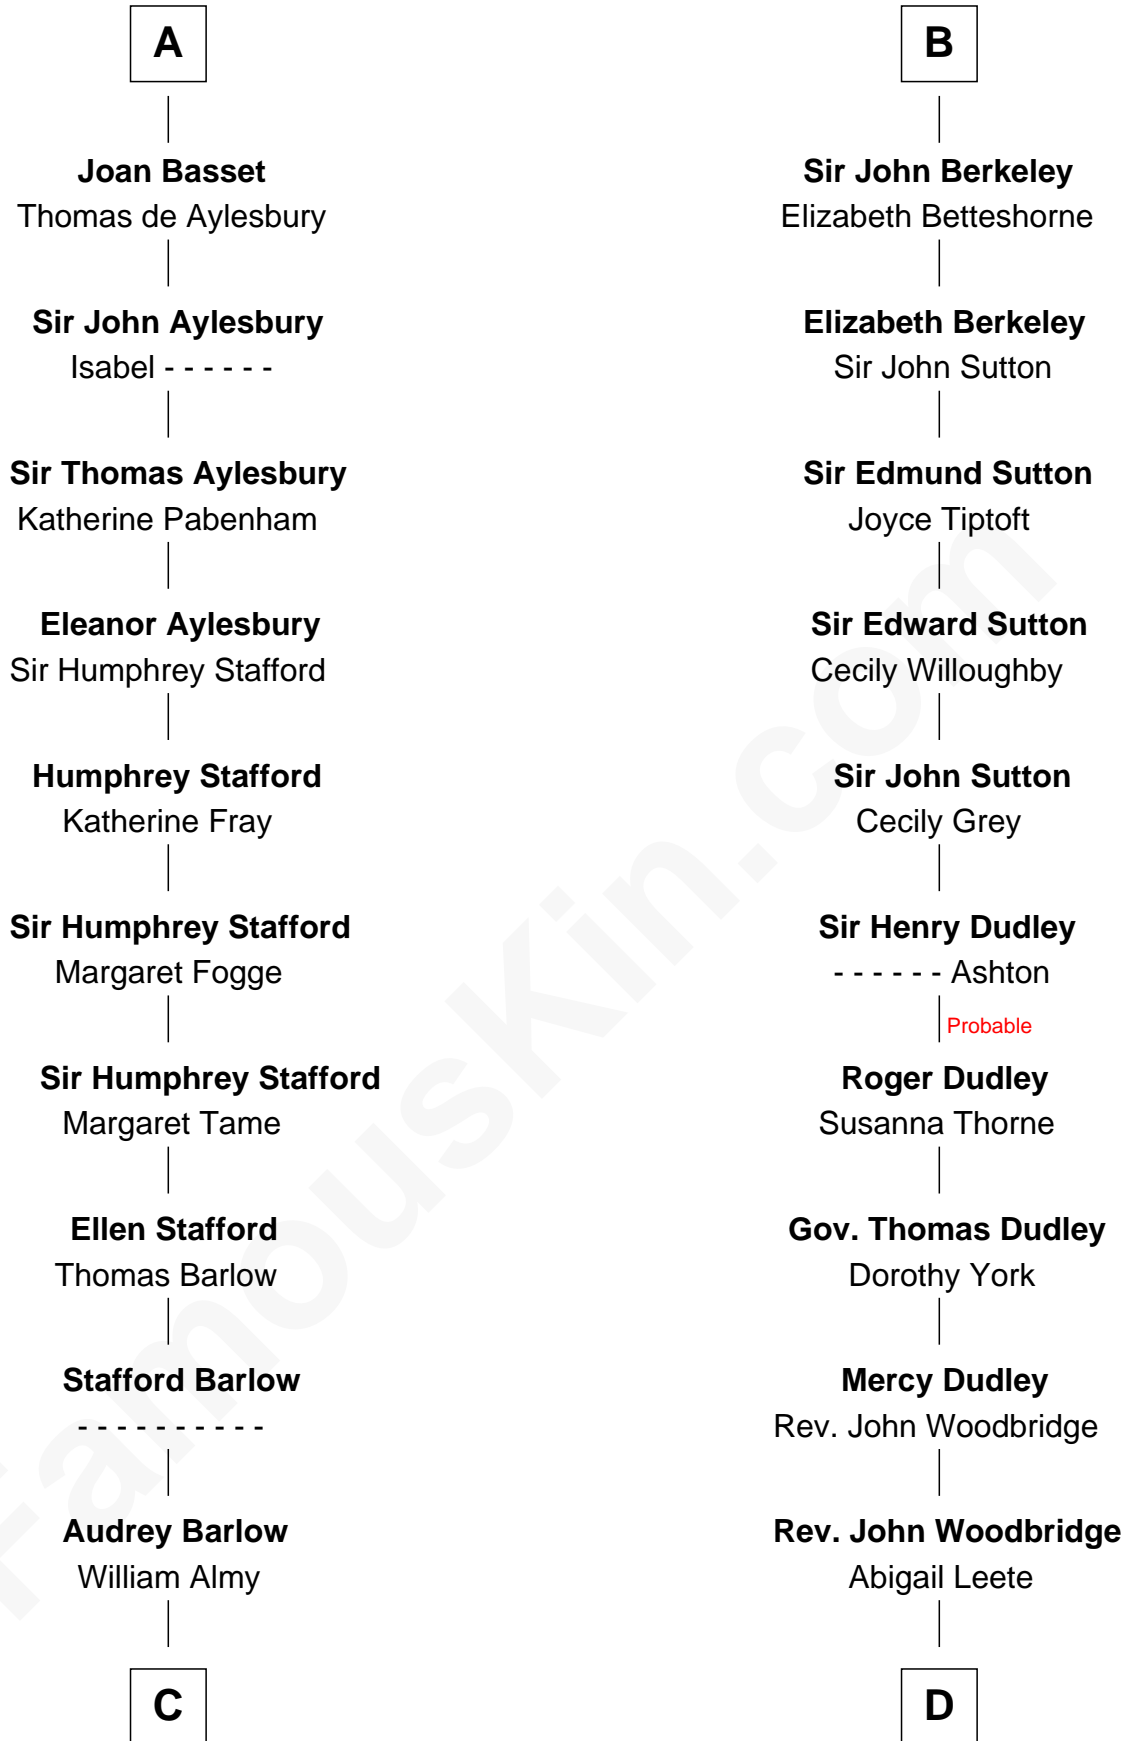 A
Joan Basset
Thomas de Aylesbury
Sir John Aylesbury
Isabel - - - - - -
Sir Thomas Aylesbury
Katherine Pabenham
Eleanor Aylesbury
Sir Humphrey Stafford
Humphrey Stafford
Katherine Fray
Sir Humphrey Stafford
Margaret Fogge
Sir Humphrey Stafford
Margaret Tame
Ellen Stafford
Thomas Barlow
Stafford Barlow
- - - - - - - - - -
Audrey Barlow
William Almy
C
B
Sir John Berkeley
Elizabeth Betteshorne
Elizabeth Berkeley
Sir John Sutton
Sir Edmund Sutton
Joyce Tiptoft
Sir Edward Sutton
Cecily Willoughby
Sir John Sutton
Cecily Grey
Sir Henry Dudley
- - - - - - Ashton
Probable
Roger Dudley
Susanna Thorne
Gov. Thomas Dudley
Dorothy York
Mercy Dudley
Rev. John Woodbridge
Rev. John Woodbridge
Abigail Leete
D
FamousKin.com